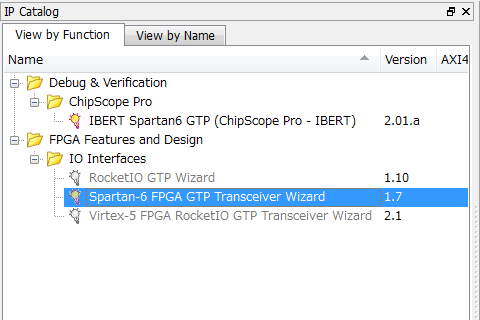 IP Catalog
View by Function View by Name
Name Version AXI4
Debug & Verification
ChipScope Pro
IBERT Spartan6 GTP (ChipScope Pro - IBERT) 2.01.a
FPGA Features and Design
IO Interfaces
RocketIO GTP Wizard 1.10
Spartan-6 FPGA GTP Transceiver Wizard 1.7
Virtex-5 FPGA RocketIO GTP Transceiver Wizard 2.1